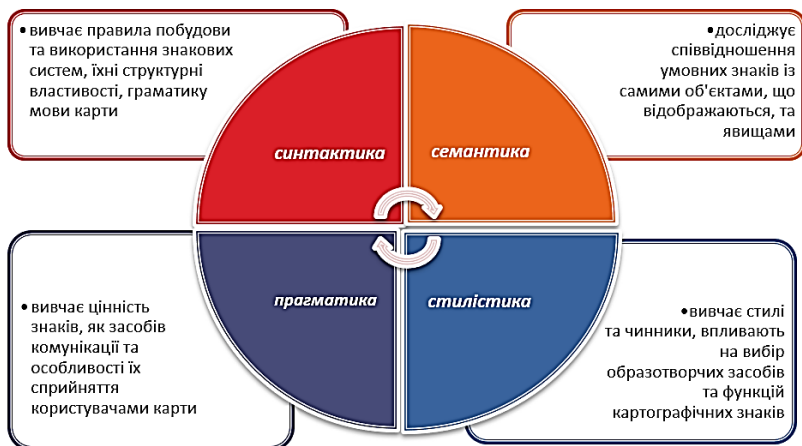 • вивчає правила побудови
та використання знакових
систем, їхні структурні
властивості, граматику
мови карти
•досліджує
співвідношення
умовних знаків із
самими об'єктами, що
відображаються, та
явищами
синтактика
семантика
прагматика
стилістика
• вивчає цінність
знаків, як засобів
комунікації та
особливості їх
сприйняття
користувачами карти
•вивчає стилі
та чинники, впливають
на вибір
образотворчих засобів
та функцій
картографічних знаків